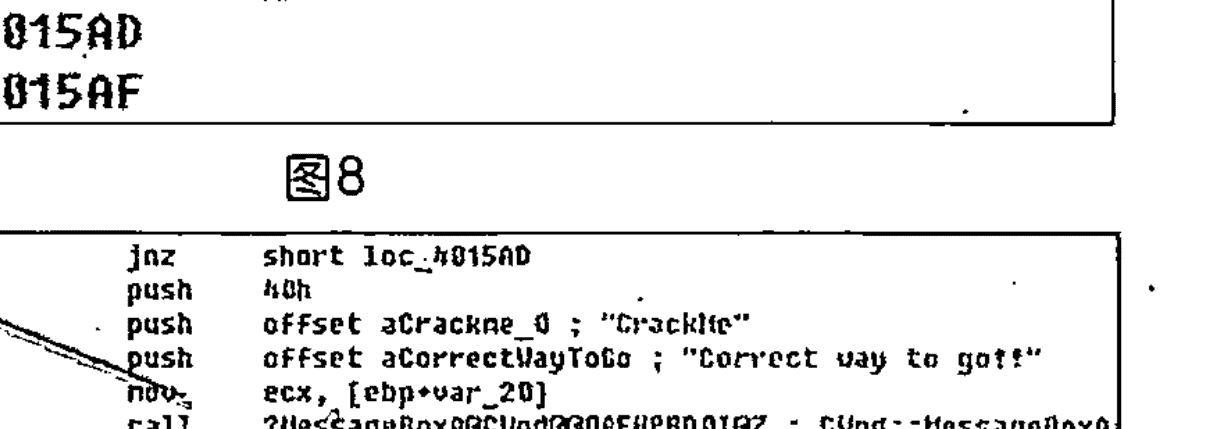 015AD
015AF
图8
jnz short loc_4015AD
push 40h
push offset aCrackme_0 ; "CrackMe"
push offset aCorrectWayToGo ; "Correct way to go!!"
mov ecx, [ebp+var_20]
call